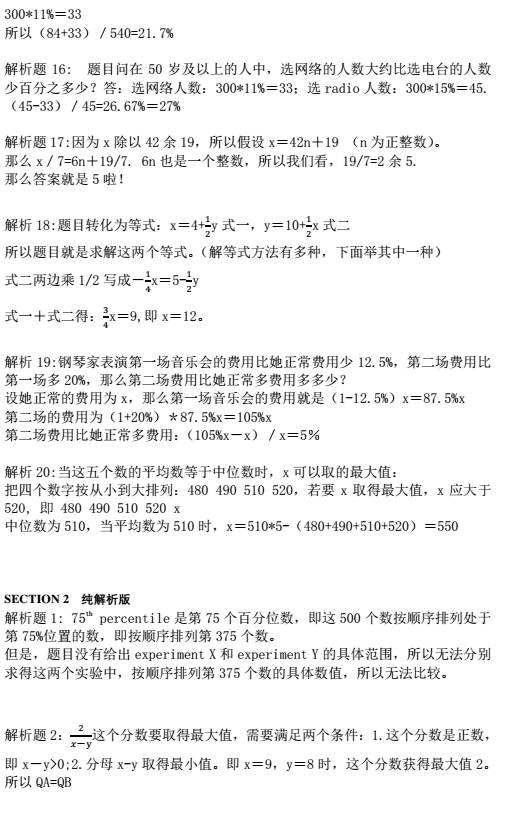 300*11%＝33
所以（84+33）/540=21.7%
解析题 16： 题目问在 50 岁及以上的人中，选网络的人数大约比选电台的人数
少百分之多少？答：选网络人数：300*11%＝33；选 radio 人数：300*15%＝45.
（45-33）/45=26.67%＝27%
解析题 17:因为 x 除以 42 余 19，所以假设 x＝42n＋19 （n 为正整数）。
那么 x／7=6n＋19/7. 6n 也是一个整数，所以我们看，19/7=2 余 5.
那么答案就是 5 啦！
解析 18:题目转化为等式：x＝4+1/2y 式一，y＝10+1/2x 式二
所以题目就是求解这两个等式。（解等式方法有多种，下面举其中一种）
式二两边乘 1/2 写成－1/4x＝5-1/2y
式一＋式二得：3/4x＝9,即 x＝12。
解析 19:钢琴家表演第一场音乐会的费用比她正常费用少 12.5%，第二场费用比
第一场多 20%，那么第二场费用比她正常多费用多多少？
设她正常的费用为 x，那么第一场音乐会的费用就是（1-12.5%）x＝87.5%x
第二场的费用为（1+20%）＊87.5%x＝105%x
第二场费用比她正常多费用：（105%x－x）/x＝5%
解析 20:当这五个数的平均数等于中位数时，x 可以取的最大值：
把四个数字按从小到大排列：480 490 510 520，若要 x 取得最大值，x 应大于
520, 即 480 490 510 520 x
中位数为 510，当平均数为 510 时，x＝510*5-（480+490+510+520）＝550
SECTION 2 纯解析版
解析题 1: 75th percentile 是第 75 个百分位数，即这 500 个数按顺序排列处于
第 75%位置的数，即按顺序排列第 375 个数。
但是，题目没有给出 experiment X 和 experiment Y 的具体范围，所以无法分别
求得这两个实验中，按顺序排列第 375 个数的具体数值，所以无法比较。
解析题 2：2/(x－y)这个分数要取得最大值，需要满足两个条件：1.这个分数是正数，
即 x－y>0;2.分母 x-y 取得最小值。即 x＝9，y＝8 时，这个分数获得最大值 2。
所以 QA=QB